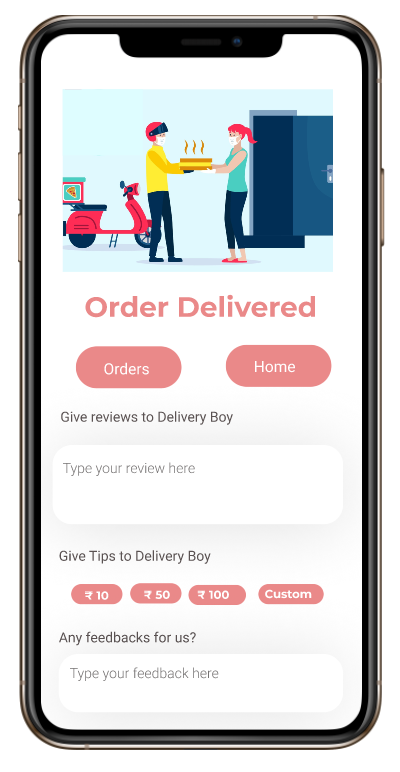 Order Delivered
Orders Home
Give reviews to Delivery Boy
Type your review here
Give Tips to Delivery Boy
₹ 10 ₹ 50 ₹ 100 Custom
Any feedbacks for us?
Type your feedback here